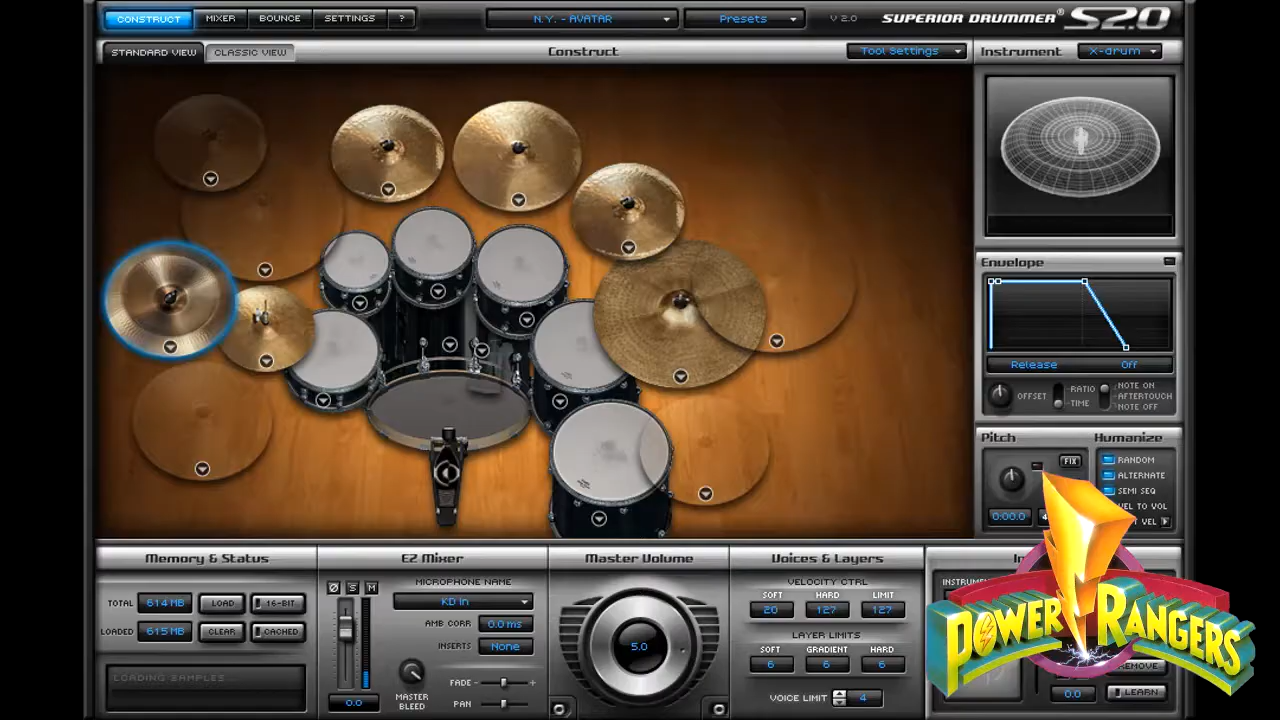 CONSTRUCT MIXER BOUNCE SETTINGS ?
N.Y. - AVATAR
Presets
V 2.0
SUPERIOR DRUMMER® S2.0
STANDARD VIEW CLASSIC VIEW
Construct
Tool Settings
Instrument X-drum
Envelope
Release Off
OFFSET
RATIO
TIME
NOTE ON
AFTERTOUCH
NOTE OFF
Pitch
FIX
0:00.0
Humanize
RANDOM
ALTERNATE
SEMI SEQ
VEL TO VOL
VEL
Memory & Status
TOTAL 614 MB LOAD 16-BIT
LOADED 615 MB CLEAR CACHED
LOADING SAMPLES...
EZ Mixer
Ø S M
MICROPHONE NAME
KD In
AMB CORR 0.0 ms
INSERTS None
FADE - +
PAN
MASTER
BLEED
0.0
Master Volume
5.0
Voices & Layers
VELOCITY CTRL
SOFT HARD LIMIT
20 127 127
LAYER LIMITS
SOFT GRADIENT HARD
6 6 6
VOICE LIMIT 4
POWER RANGERS
0.0
LEARN